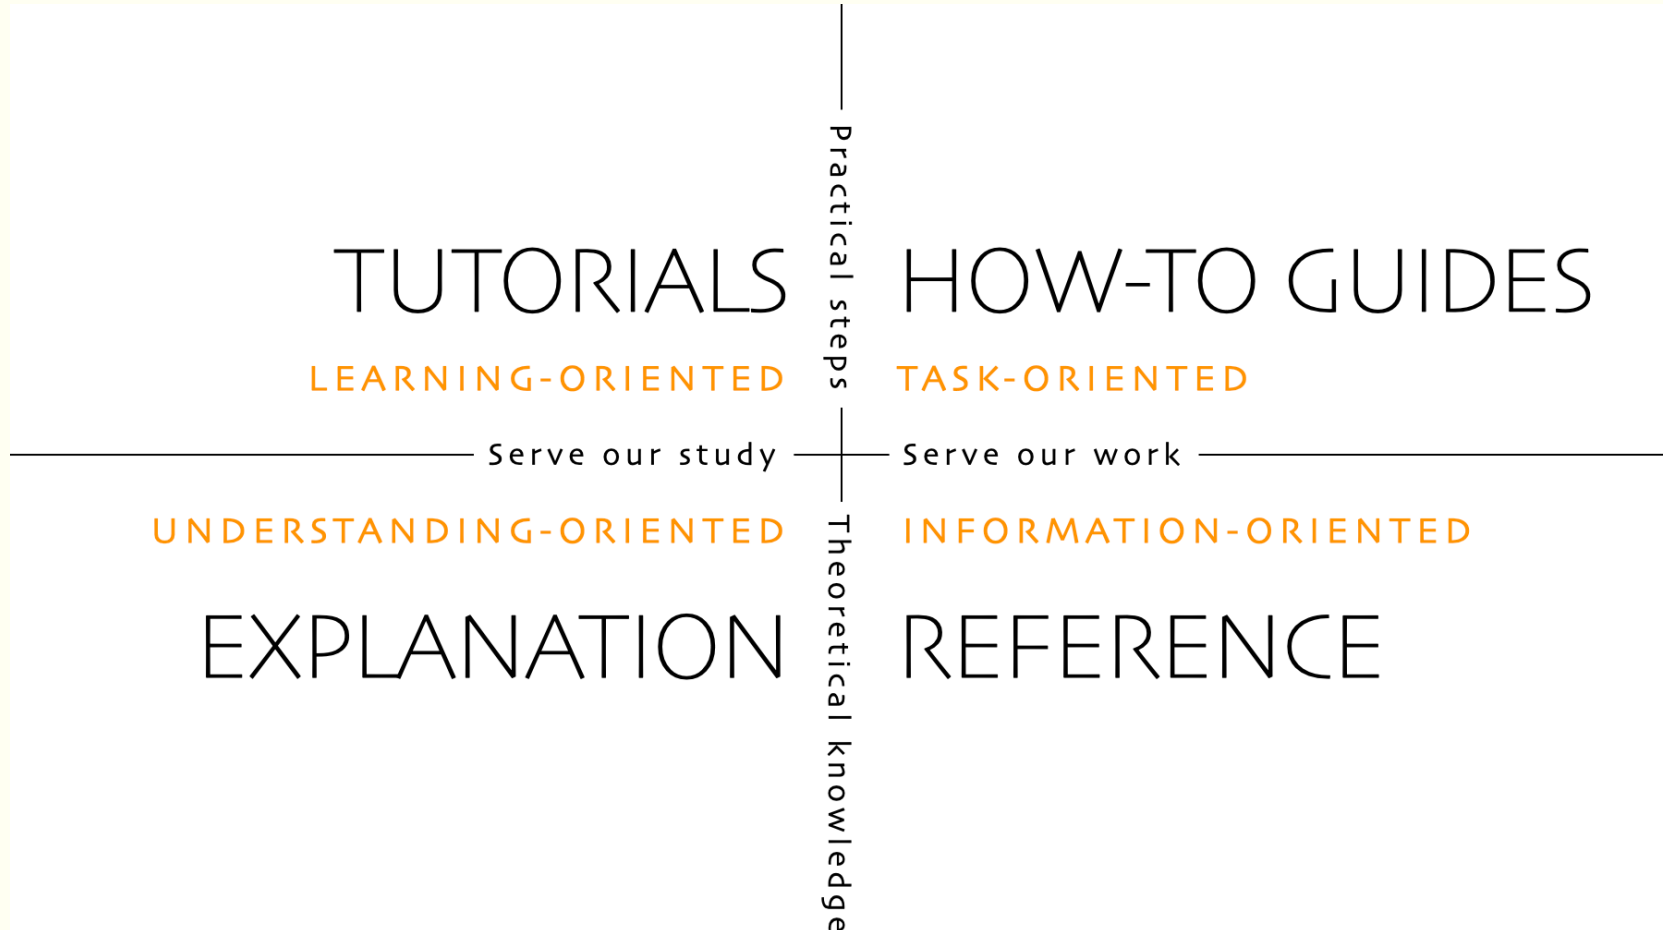 Practical steps
TUTORIALS
HOW-TO GUIDES
LEARNING-ORIENTED
TASK-ORIENTED
Serve our study
Serve our work
UNDERSTANDING-ORIENTED
INFORMATION-ORIENTED
Theoretical knowledge
EXPLANATION
REFERENCE